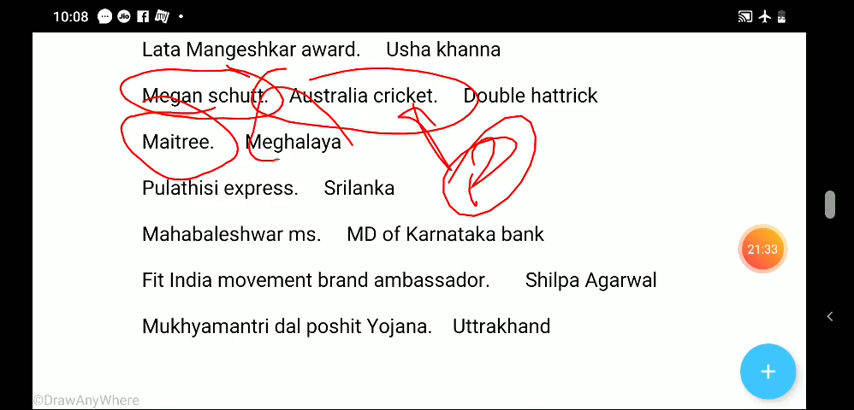 10:08
Lata Mangeshkar award. Usha khanna
Megan schutt. Australia cricket. Double hattrick
Maitree. Meghalaya
Pulathisi express. Srilanka
Mahabaleshwar ms. MD of Karnataka bank
21:33
Fit India movement brand ambassador. Shilpa Agarwal
Mukhyamantri dal poshit Yojana. Uttrakhand
©DrawAnyWhere